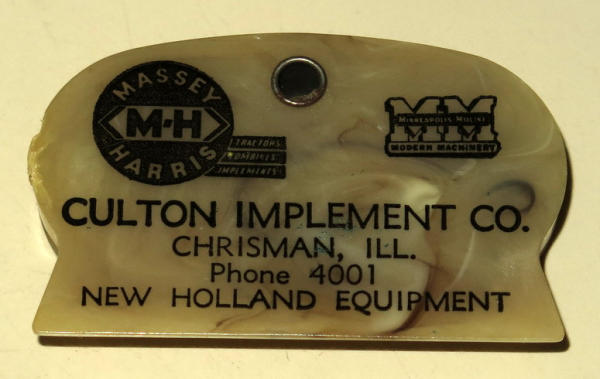 MASSEY
M-H
HARRIS
TRACTORS
COMBINES
IMPLEMENTS
MM
MINNEAPOLIS MOLINE
MODERN MACHINERY
CULTON IMPLEMENT CO.
CHRISMAN, ILL.
Phone 4001
NEW HOLLAND EQUIPMENT